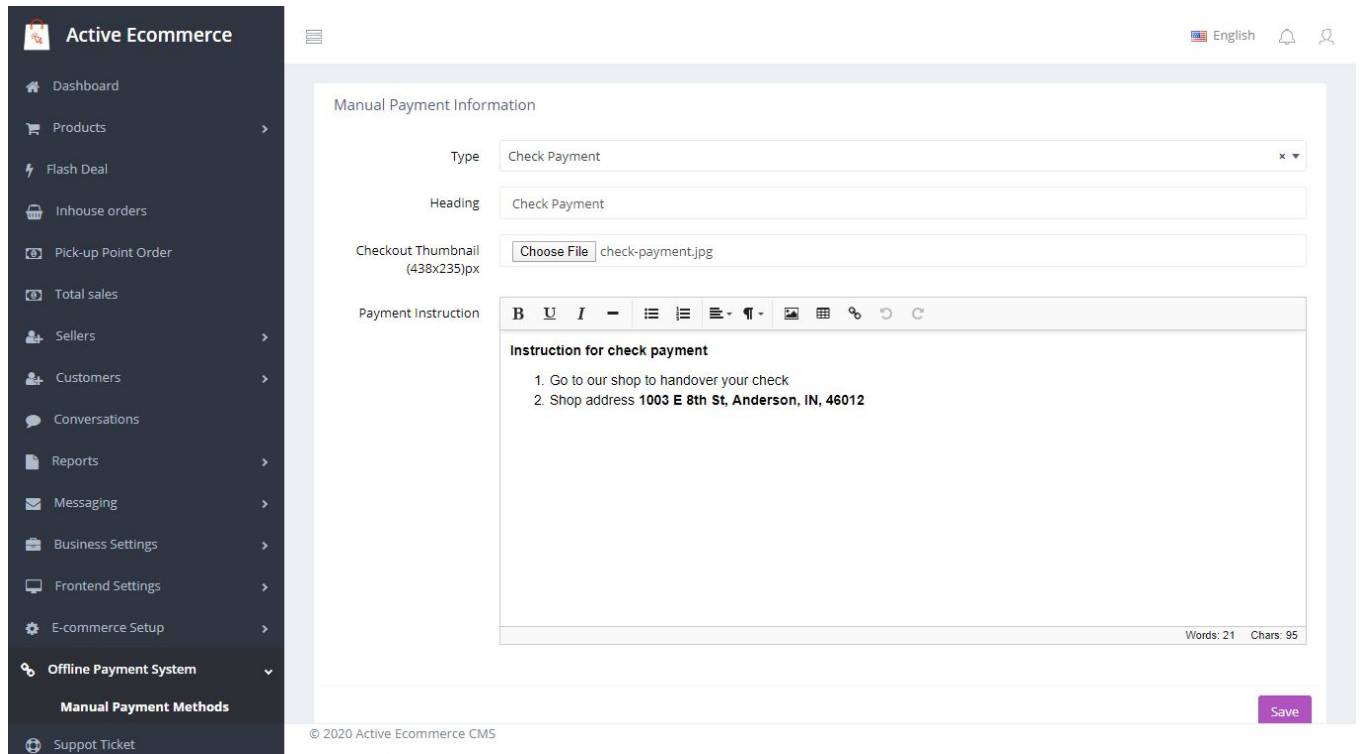 Active Ecommerce
English
Dashboard
Products
Flash Deal
Inhouse orders
Pick-up Point Order
Total sales
Sellers
Customers
Conversations
Reports
Messaging
Business Settings
Frontend Settings
E-commerce Setup
Offline Payment System
Manual Payment Methods
Suppot Ticket
Manual Payment Information
Type
Check Payment
× ▼
Heading
Check Payment
Checkout Thumbnail
(438x235)px
Choose File check-payment.jpg
Payment Instruction
B U I
Instruction for check payment
1. Go to our shop to handover your check
2. Shop address 1003 E 8th St, Anderson, IN, 46012
Words: 21 Chars: 95
Save
© 2020 Active Ecommerce CMS